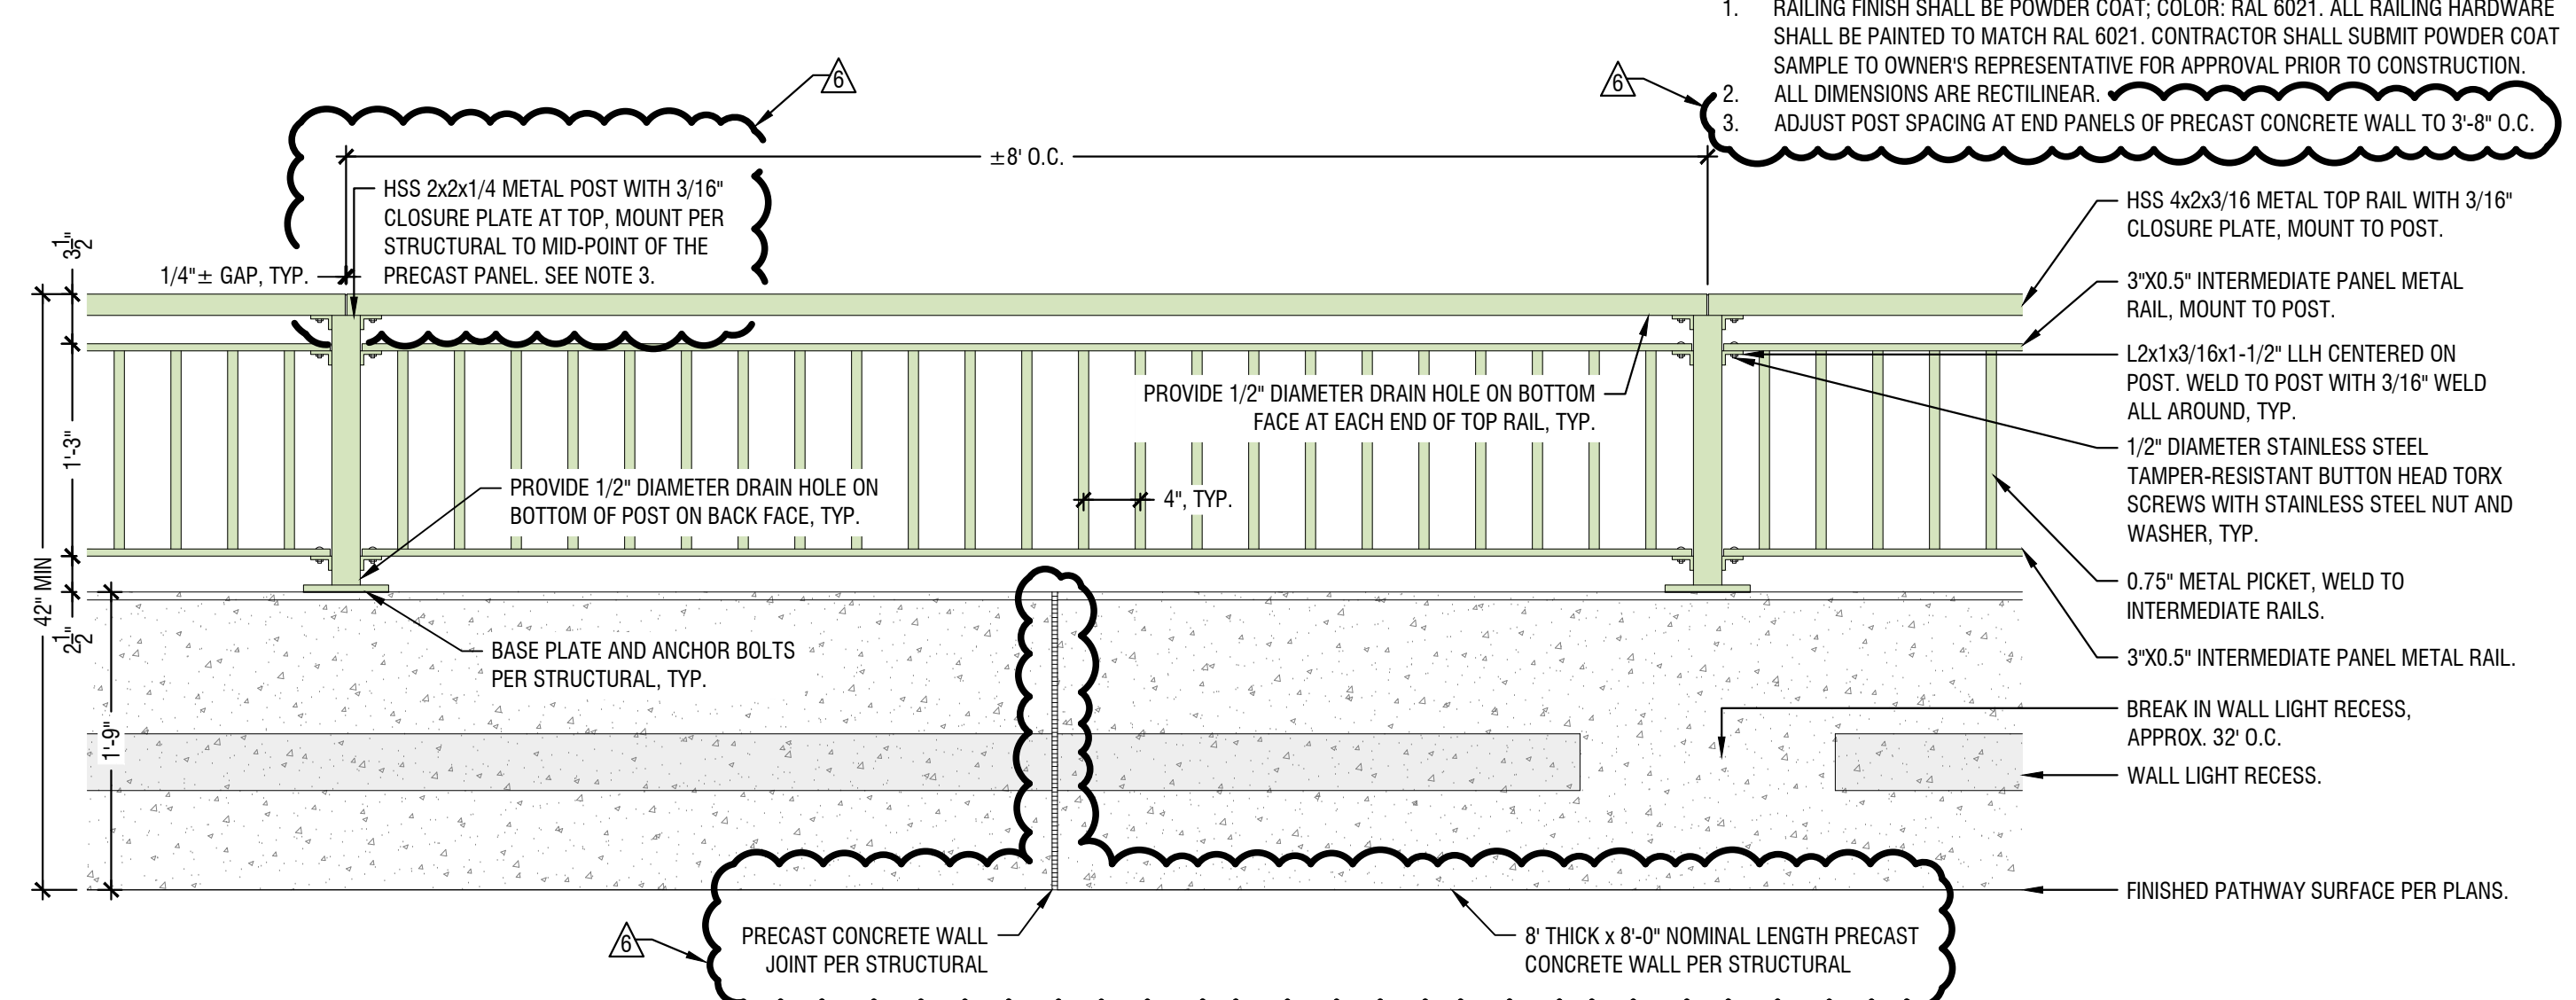 1. RAILING FINISH SHALL BE POWDER COAT; COLOR: RAL 6021. ALL RAILING HARDWARE
SHALL BE PAINTED TO MATCH RAL 6021. CONTRACTOR SHALL SUBMIT POWDER COAT
SAMPLE TO OWNER'S REPRESENTATIVE FOR APPROVAL PRIOR TO CONSTRUCTION.
2. ALL DIMENSIONS ARE RECTILINEAR.
3. ADJUST POST SPACING AT END PANELS OF PRECAST CONCRETE WALL TO 3'-8" O.C.
6
6
±8' O.C.
HSS 2x2x1/4 METAL POST WITH 3/16"
CLOSURE PLATE AT TOP, MOUNT PER
STRUCTURAL TO MID-POINT OF THE
PRECAST PANEL. SEE NOTE 3.
1/4"± GAP, TYP.
3 1/2"
1'-3"
42" MIN
2 1/2"
1'-9"
HSS 4x2x3/16 METAL TOP RAIL WITH 3/16"
CLOSURE PLATE, MOUNT TO POST.
3"X0.5" INTERMEDIATE PANEL METAL
RAIL, MOUNT TO POST.
L2x1x3/16x1-1/2" LLH CENTERED ON
POST. WELD TO POST WITH 3/16" WELD
ALL AROUND, TYP.
PROVIDE 1/2" DIAMETER DRAIN HOLE ON BOTTOM
FACE AT EACH END OF TOP RAIL, TYP.
1/2" DIAMETER STAINLESS STEEL
TAMPER-RESISTANT BUTTON HEAD TORX
SCREWS WITH STAINLESS STEEL NUT AND
WASHER, TYP.
PROVIDE 1/2" DIAMETER DRAIN HOLE ON
BOTTOM OF POST ON BACK FACE, TYP.
4", TYP.
0.75" METAL PICKET, WELD TO
INTERMEDIATE RAILS.
BASE PLATE AND ANCHOR BOLTS
PER STRUCTURAL, TYP.
3"X0.5" INTERMEDIATE PANEL METAL RAIL.
BREAK IN WALL LIGHT RECESS,
APPROX. 32' O.C.
WALL LIGHT RECESS.
FINISHED PATHWAY SURFACE PER PLANS.
6
PRECAST CONCRETE WALL
JOINT PER STRUCTURAL
8' THICK x 8'-0" NOMINAL LENGTH PRECAST
CONCRETE WALL PER STRUCTURAL